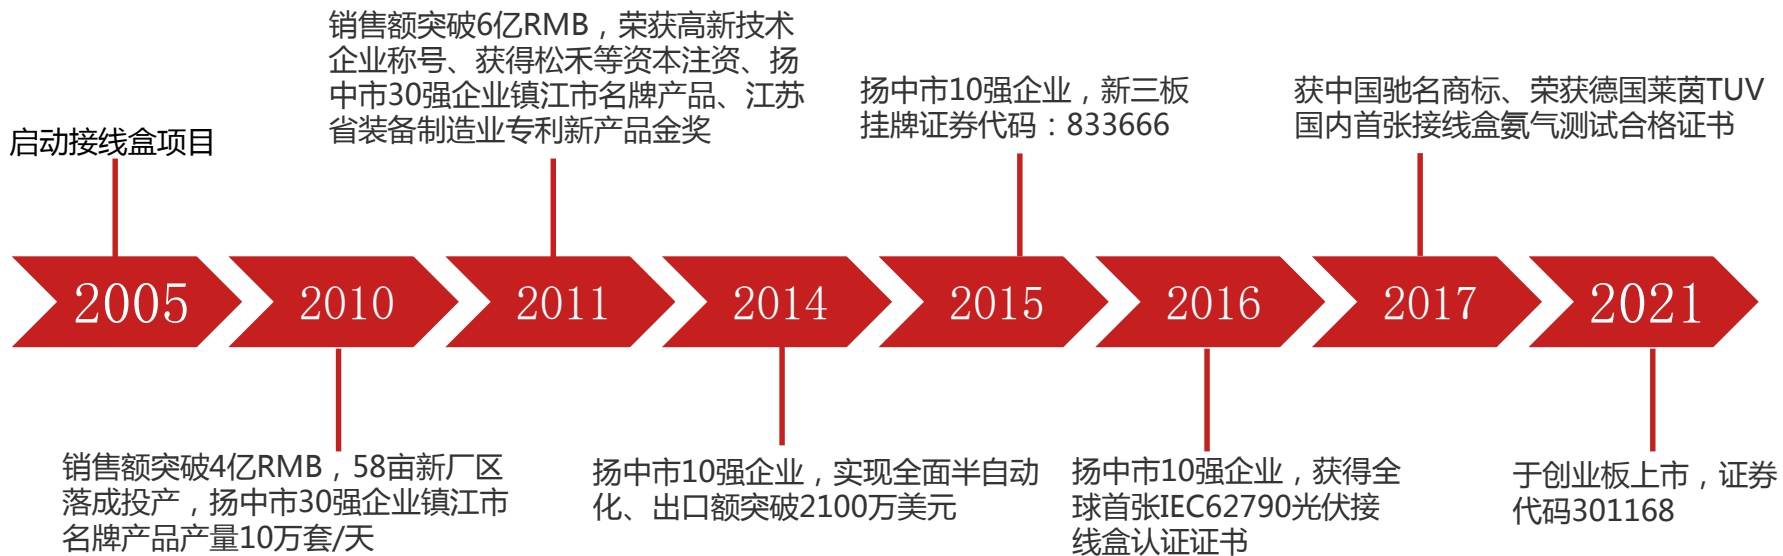 启动接线盒项目
销售额突破6亿RMB，荣获高新技术
企业称号、获得松禾等资本注资、扬
中市30强企业镇江市名牌产品、江苏
省装备制造业专利新产品金奖
扬中市10强企业，新三板
挂牌证券代码：833666
获中国驰名商标、荣获德国莱茵TUV
国内首张接线盒氨气测试合格证书
2005
2010
2011
2014
2015
2016
2017
2021
销售额突破4亿RMB，58亩新厂区
落成投产，扬中市30强企业镇江市
名牌产品产量10万套/天
扬中市10强企业，实现全面半自动
化、出口额突破2100万美元
扬中市10强企业，获得全
球首张IEC62790光伏接
线盒认证证书
于创业板上市，证券
代码301168